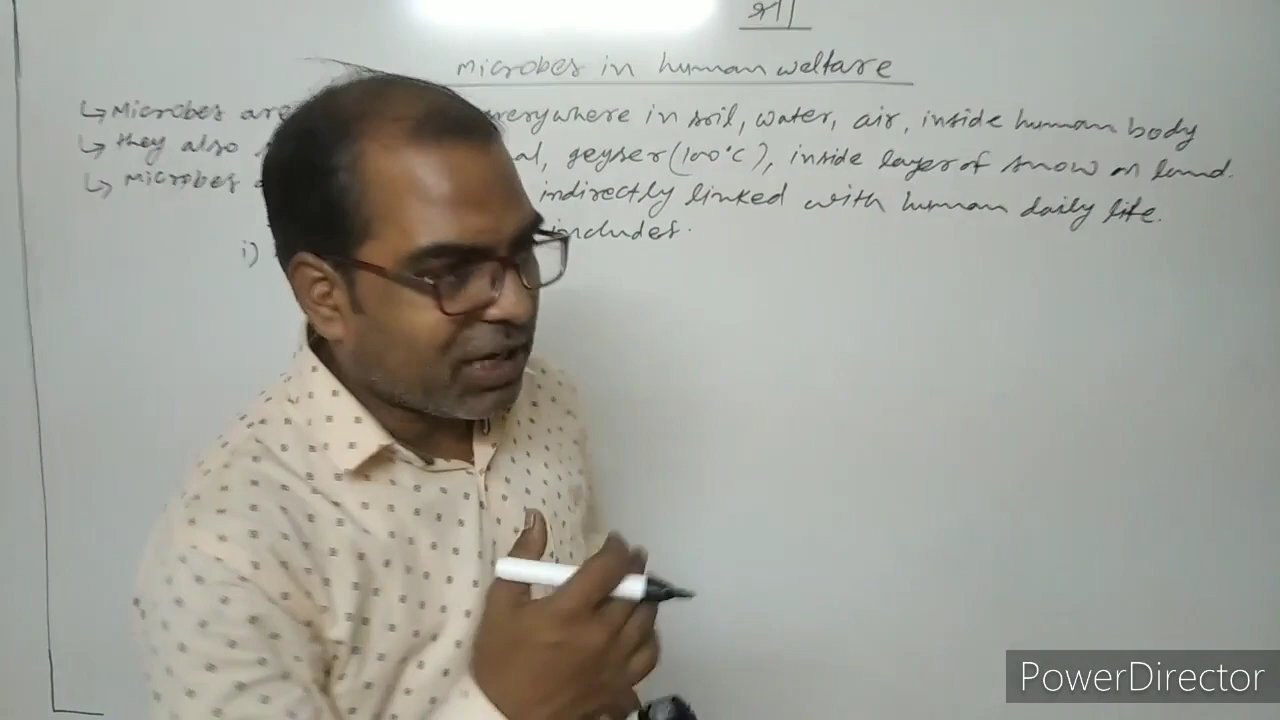 श्री
Microbes in human welfare
↳ Microbes are everywhere in soil, water, air, inside human body
↳ they also al, geyser (100°C), inside layer of snow on land.
↳ Microbes indirectly linked with human daily life.
i) includes.
PowerDirector